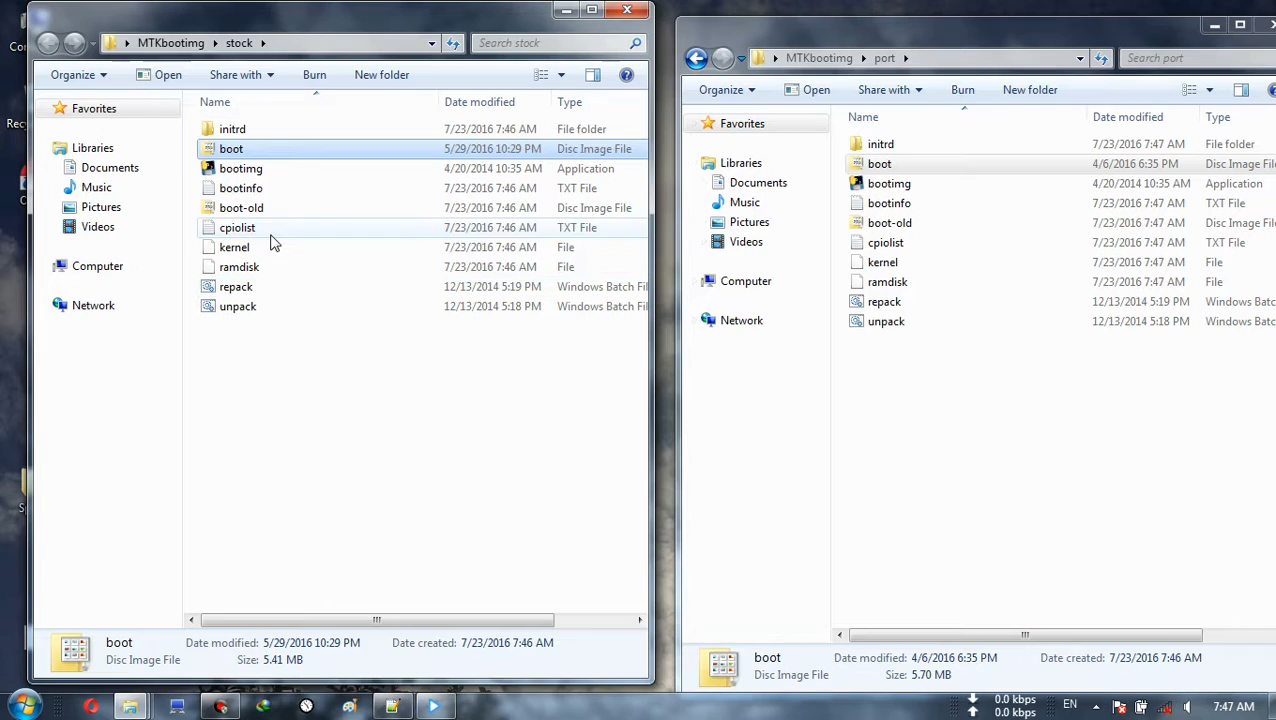 MTKbootimg stock
Search stock
Organize Open Share with Burn New folder
Name Date modified Type
Favorites
Libraries
Documents
Music
Pictures
Videos
Computer
Network
initrd 7/23/2016 7:46 AM File folder
boot 5/29/2016 10:29 PM Disc Image File
bootimg 4/20/2014 10:35 AM Application
bootinfo 7/23/2016 7:46 AM TXT File
boot-old 7/23/2016 7:46 AM Disc Image File
cpiolist 7/23/2016 7:46 AM TXT File
kernel 7/23/2016 7:46 AM File
ramdisk 7/23/2016 7:46 AM File
repack 12/13/2014 5:19 PM Windows Batch Fil
unpack 12/13/2014 5:18 PM Windows Batch Fil
boot Date modified: 5/29/2016 10:29 PM Date created: 7/23/2016 7:46 AM
Disc Image File Size: 5.41 MB
MTKbootimg port
Search port
Organize Open Share with Burn New folder
Name Date modified Type
Favorites
Libraries
Documents
Music
Pictures
Videos
Computer
Network
initrd 7/23/2016 7:47 AM File folder
boot 4/6/2016 6:35 PM Disc Image File
bootimg 4/20/2014 10:35 AM Application
bootinfo 7/23/2016 7:47 AM TXT File
boot-old 7/23/2016 7:47 AM Disc Image File
cpiolist 7/23/2016 7:47 AM TXT File
kernel 7/23/2016 7:47 AM File
ramdisk 7/23/2016 7:47 AM File
repack 12/13/2014 5:19 PM Windows Batch
unpack 12/13/2014 5:18 PM Windows Batch
boot Date modified: 4/6/2016 6:35 PM Date created: 7/23/2016 7:46 AM
Disc Image File Size: 5.70 MB
0.0 kbps
0.0 kbps
EN
7:47 AM